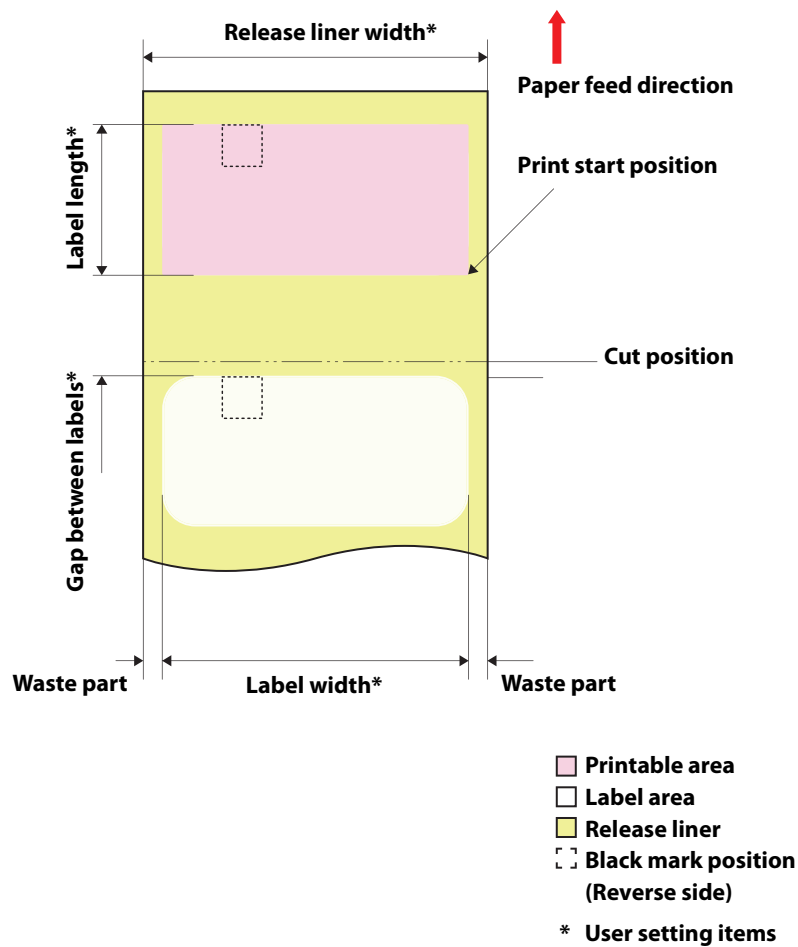 Release liner width*
Paper feed direction
Label length*
Print start position
Cut position
Gap between labels*
Waste part
Label width*
Waste part
Printable area
Label area
Release liner
Black mark position
(Reverse side)
* User setting items